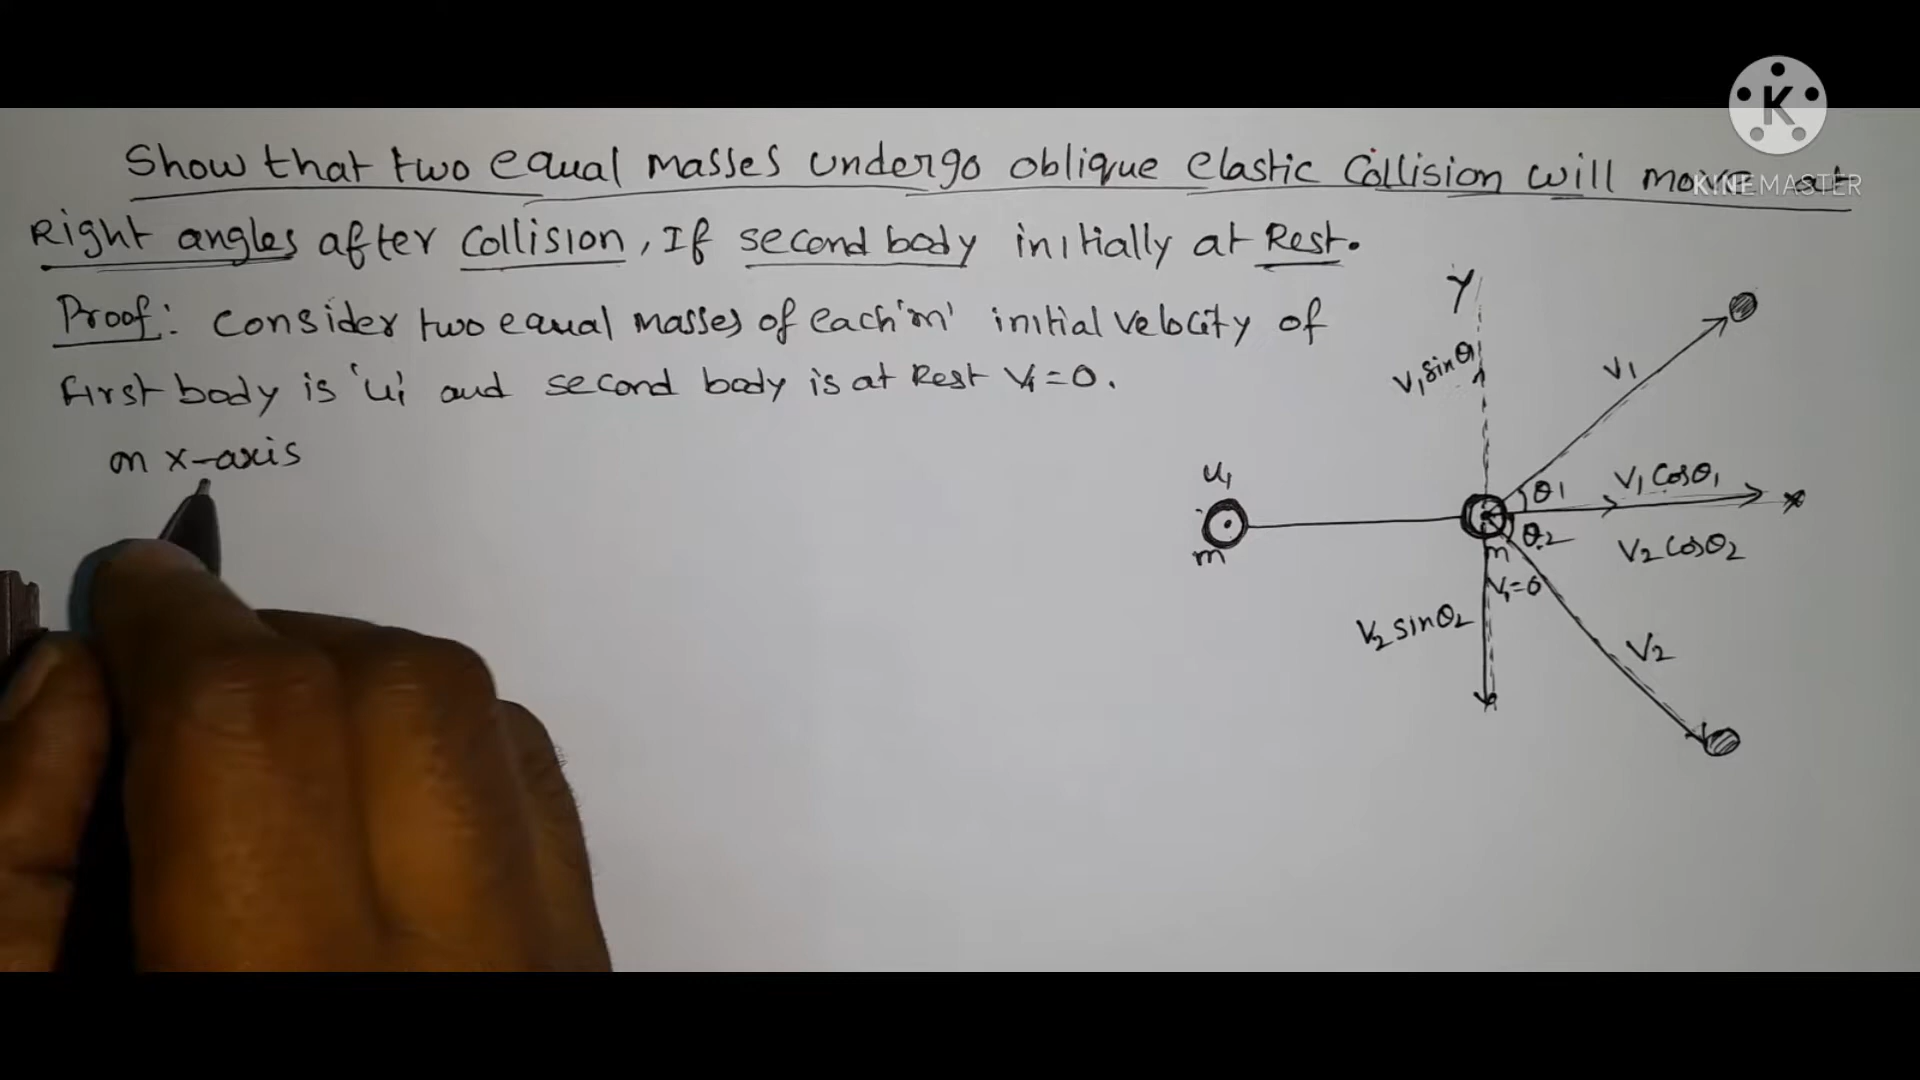 K
KINEMASTER
Show that two equal masses undergo oblique elastic Collision will move at
Right angles after Collision, If second body initially at Rest.
Proof: Consider two equal masses of each 'm' initial velocity of
first body is 'u₁' and second body is at Rest V₁=0.
on x-axis
Y
V₁ sinθ₁
V₁
u₁
m
θ₁
V₁ cosθ₁
x
θ₂
V₂ cosθ₂
m
V₁=0
V₂ sinθ₂
V₂